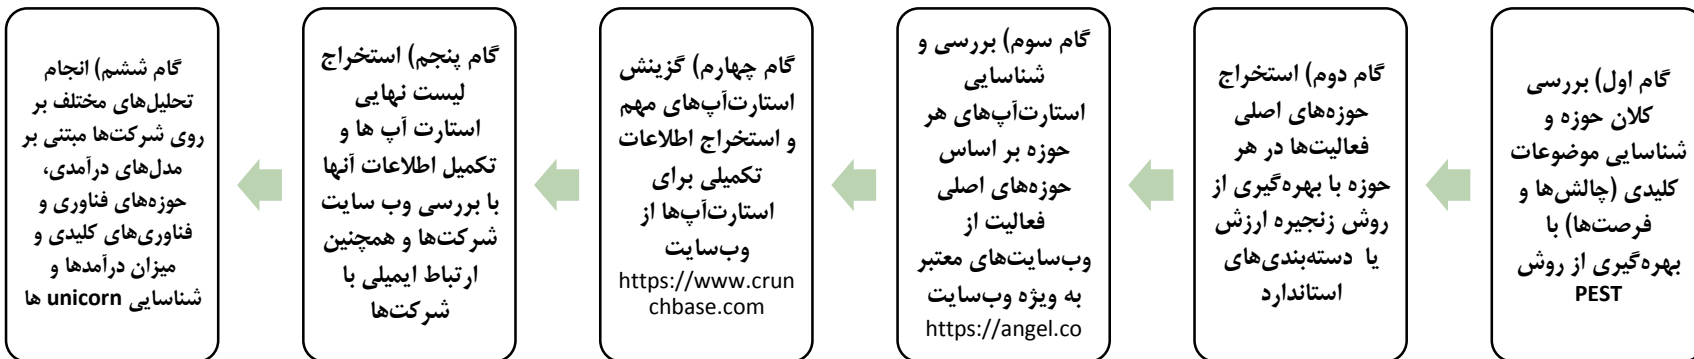 گام اول) بررسی
کلان حوزه و
شناسایی موضوعات
کلیدی (چالش‌ها و
فرصت‌ها) با
بهره‌گیری از روش
PEST
گام دوم) استخراج
حوزه‌های اصلی
فعالیت‌ها در هر
حوزه با بهره‌گیری از
روش زنجیره ارزش
یا دسته‌بندی‌های
استاندارد
گام سوم) بررسی و
شناسایی
استارت‌آپ‌های هر
حوزه بر اساس
حوزه‌های اصلی
فعالیت از
وب‌سایت‌های معتبر
به ویژه وب‌سایت
https://angel.co
گام چهارم) گزینش
استارت‌آپ‌های مهم
و استخراج اطلاعات
تکمیلی برای
استارت‌آپ‌ها از
وب‌سایت
https://www.crun
chbase.com
گام پنجم) استخراج
لیست نهایی
استارت آپ ها و
تکمیل اطلاعات آنها
با بررسی وب سایت
شرکت‌ها و همچنین
ارتباط ایمیلی با
شرکت‌ها
گام ششم) انجام
تحلیل‌های مختلف بر
روی شرکت‌ها مبتنی بر
مدل‌های درآمدی،
حوزه‌های فناوری و
فناوری‌های کلیدی و
میزان درآمدها و
شناسایی unicorn ها